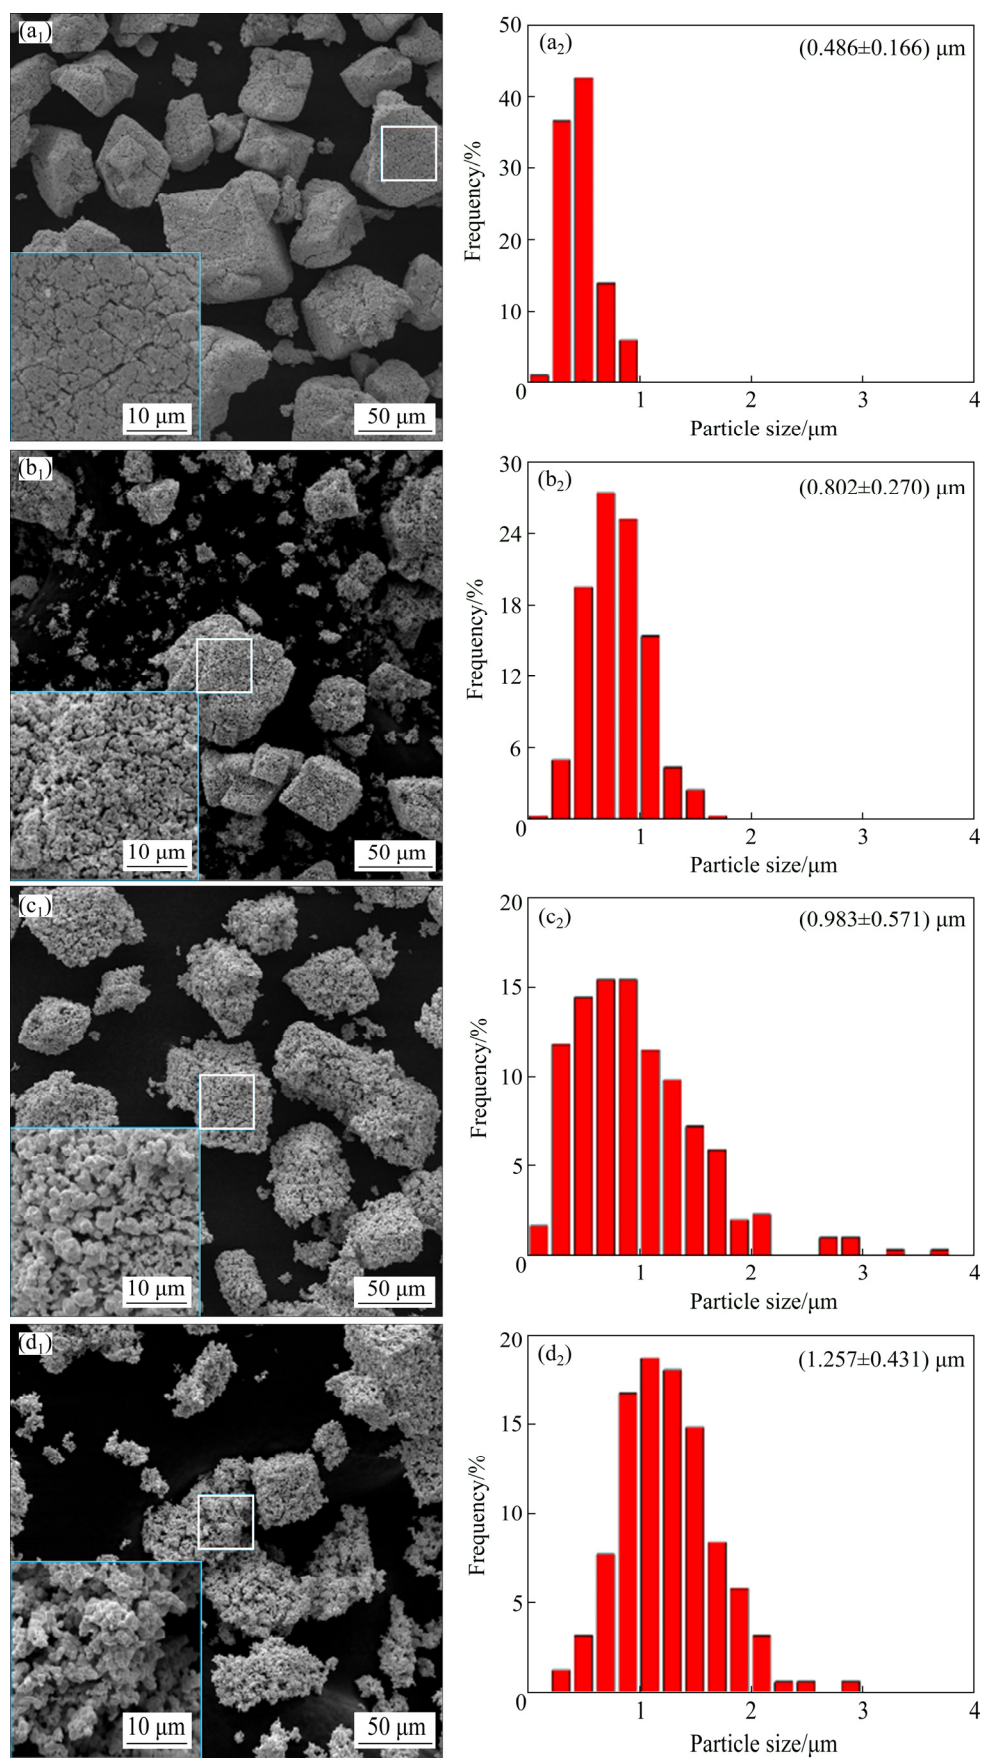 (a1)
10 μm
50 μm
(a2)
(0.486±0.166) μm
50
40
30
20
10
0
1
2
3
4
Frequency/%
Particle size/μm
(b1)
10 μm
50 μm
(b2)
(0.802±0.270) μm
30
24
18
12
6
0
1
2
3
4
Frequency/%
Particle size/μm
(c1)
10 μm
50 μm
(c2)
(0.983±0.571) μm
20
15
10
5
0
1
2
3
4
Frequency/%
Particle size/μm
(d1)
10 μm
50 μm
(d2)
(1.257±0.431) μm
20
15
10
5
0
1
2
3
4
Frequency/%
Particle size/μm